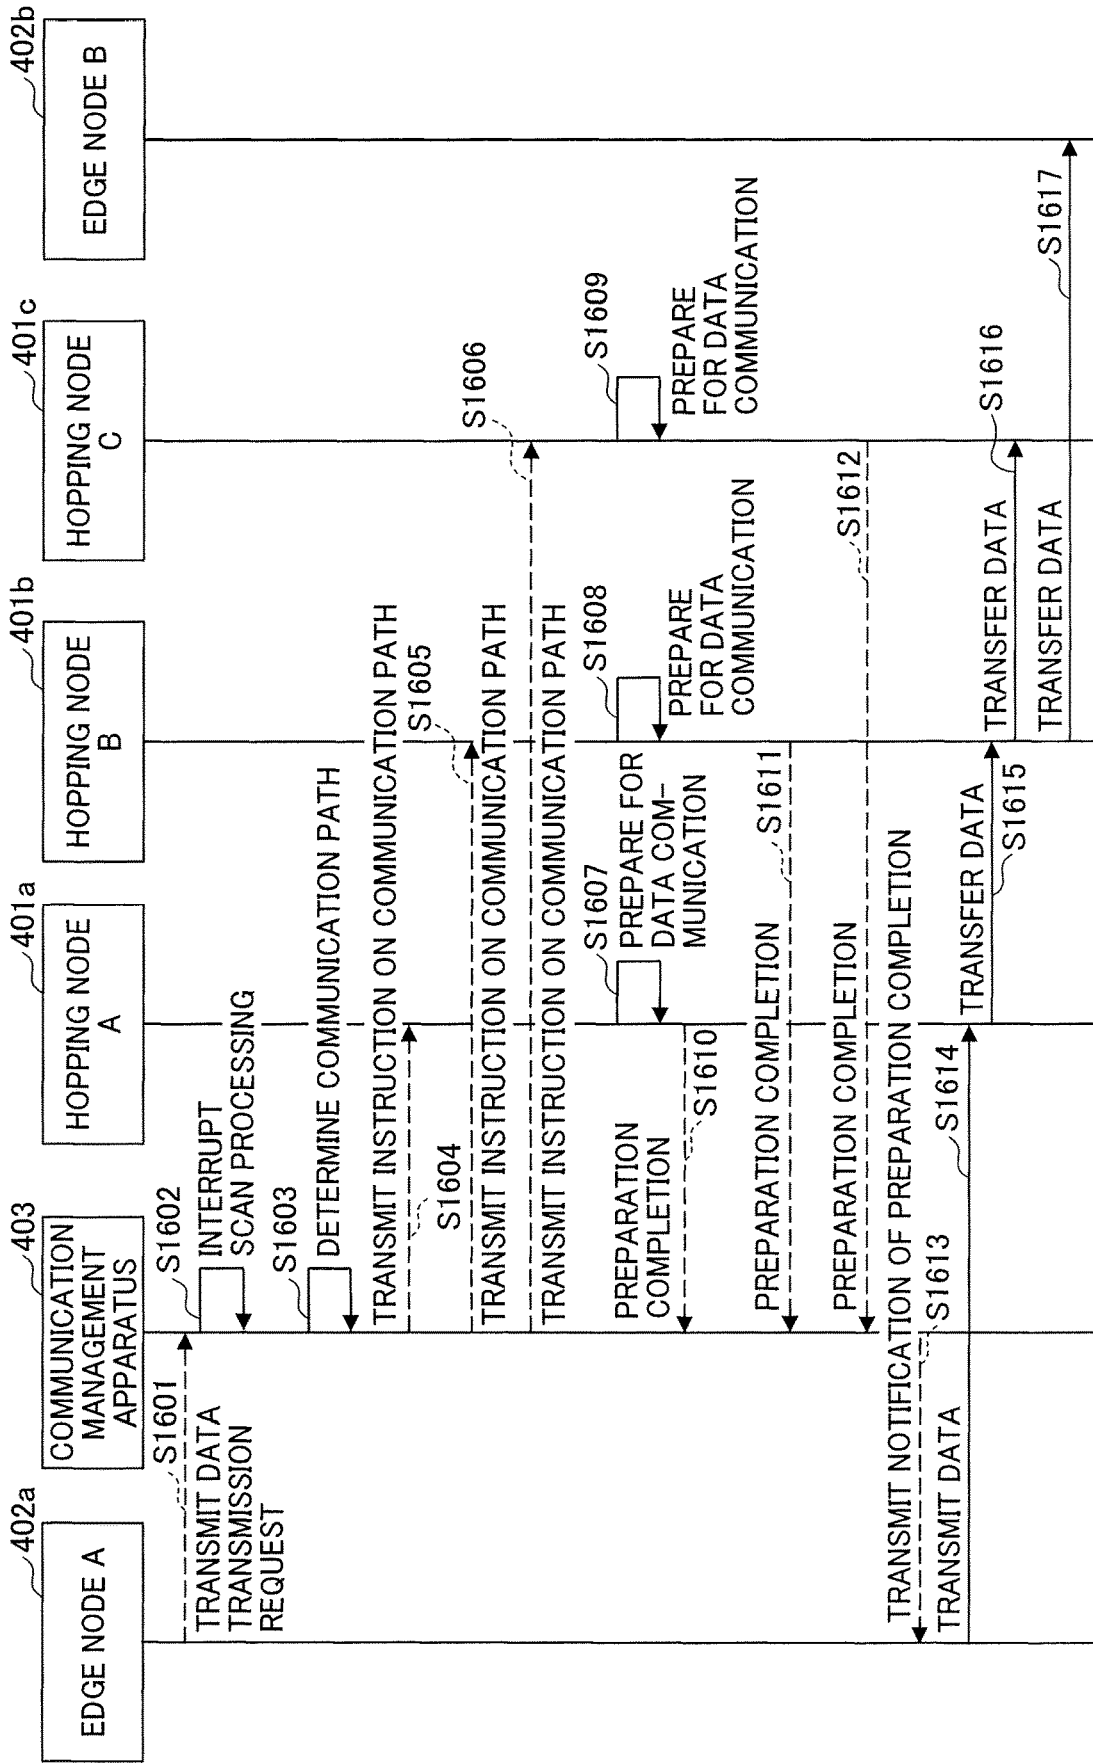 402a
EDGE NODE A
403
COMMUNICATION
MANAGEMENT
APPARATUS
401a
HOPPING NODE
A
401b
HOPPING NODE
B
401c
HOPPING NODE
C
402b
EDGE NODE B
S1601
TRANSMIT DATA
TRANSMISSION
REQUEST
S1602
INTERRUPT
SCAN PROCESSING
S1603
DETERMINE COMMUNICATION PATH
TRANSMIT INSTRUCTION ON COMMUNICATION PATH
S1604
S1605
TRANSMIT INSTRUCTION ON COMMUNICATION PATH
S1606
TRANSMIT INSTRUCTION ON COMMUNICATION PATH
S1607
PREPARE FOR
DATA COM-
MUNICATION
S1608
PREPARE
FOR DATA
COMMUNICATION
S1609
PREPARE
FOR DATA
COMMUNICATION
PREPARATION
COMPLETION
S1610
PREPARATION COMPLETION
S1611
PREPARATION COMPLETION
S1612
TRANSMIT NOTIFICATION OF PREPARATION COMPLETION
S1613
TRANSMIT DATA
S1614
TRANSFER DATA
S1615
TRANSFER DATA
S1616
TRANSFER DATA
S1617